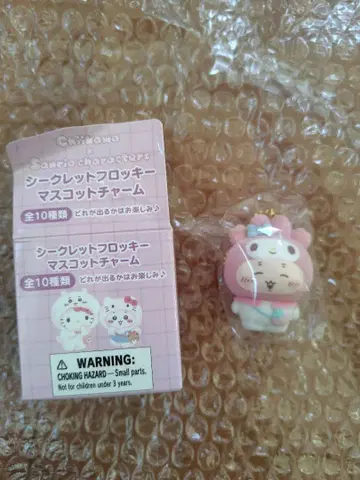 Chiikawa
×
Sanrio characters
シークレットフロッキー
マスコットチャーム
全10種類 どれが出るかはお楽しみ♪
シークレットフロッキー
マスコットチャーム
全10種類 どれが出るかはお楽しみ♪
WARNING:
CHOKING HAZARD — Small parts.
Not for children under 3 years.